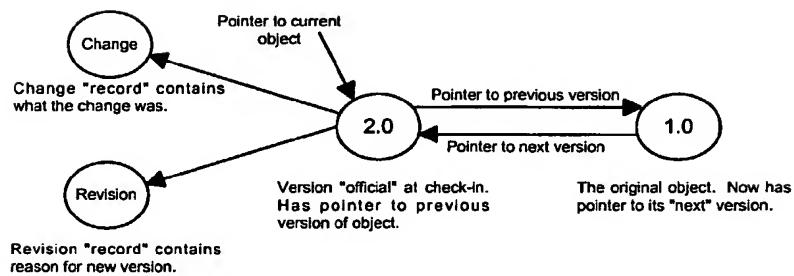 Pointer to current
object
Change
Change "record" contains
what the change was.
Pointer to previous version
2.0
1.0
Pointer to next version
Revision
Version "official" at check-in.
Has pointer to previous
version of object.
The original object. Now has
pointer to its "next" version.
Revision "record" contains
reason for new version.